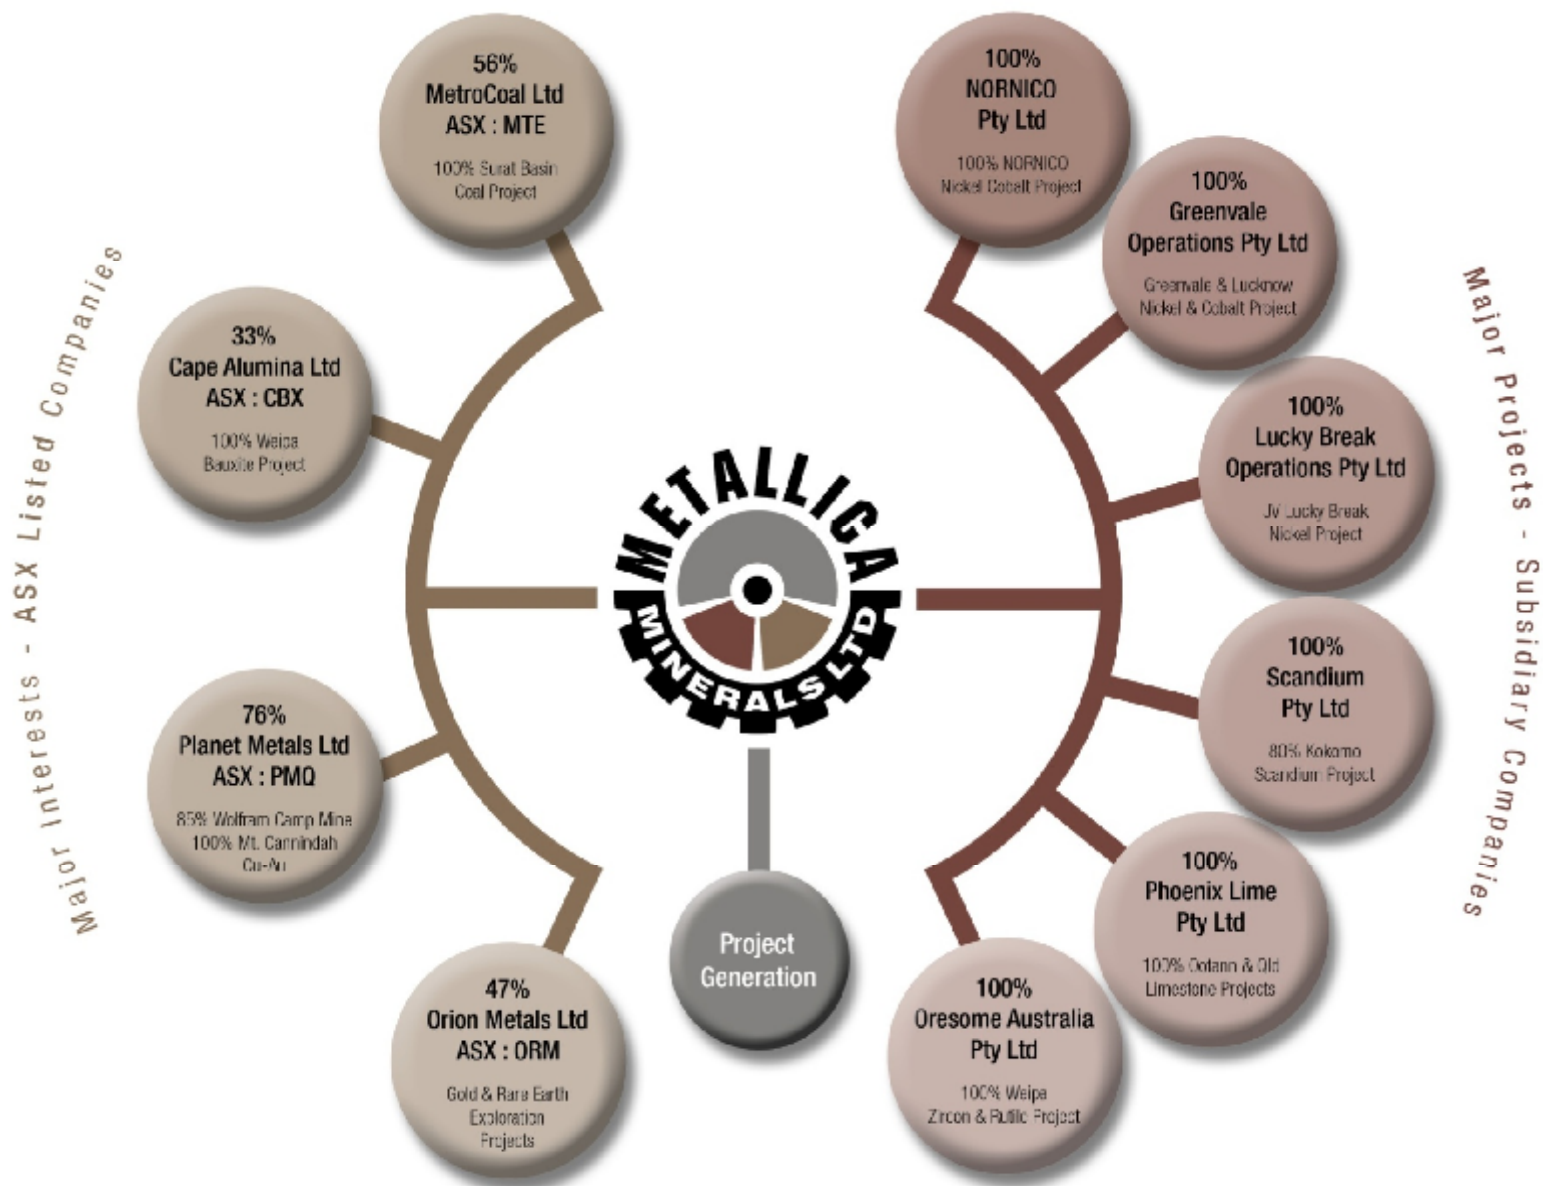 Major Interests - ASX Listed Companies
56%
MetroCoal Ltd
ASX : MTE
100% Surat Basin
Coal Project
33%
Cape Alumina Ltd
ASX : CBX
100% Weipa
Bauxite Project
76%
Planet Metals Ltd
ASX : PMQ
85% Wolfram Camp Mine
100% Mt. Cannindah
Cu-Au
47%
Orion Metals Ltd
ASX : ORM
Gold & Rare Earth
Exploration
Projects
METALLICA
MINERALS LTD
Project
Generation
100%
NORNICO
Pty Ltd
100% NORNICO
Nickel Cobalt Project
100%
Greenvale
Operations Pty Ltd
Greenvale & Lucknow
Nickel & Cobalt Project
100%
Lucky Break
Operations Pty Ltd
JV Lucky Break
Nickel Project
100%
Scandium
Pty Ltd
80% Kokomo
Scandium Project
100%
Phoenix Lime
Pty Ltd
100% Ootann & Qld
Limestone Projects
100%
Oresome Australia
Pty Ltd
100% Weipa
Zircon & Rutile Project
Major Projects - Subsidiary Companies